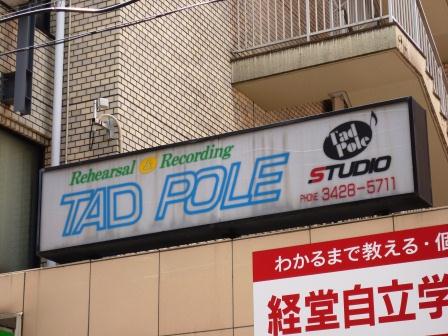 Rehearsal & Recording
TAD POLE
Tad
Pole
STUDIO
PHONE 3428-5711
わかるまで教える・個
経堂自立学